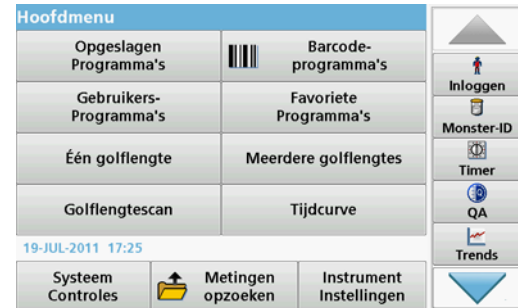 Hoofdmenu
Opgeslagen
Programma's
Barcode-
programma's
Gebruikers-
Programma's
Favoriete
Programma's
Één golflengte
Meerdere golflengtes
Golflengtescan
Tijdcurve
19-JUL-2011 17:25
Systeem
Controles
Metingen
opzoeken
Instrument
Instellingen
Inloggen
Monster-ID
Timer
QA
Trends